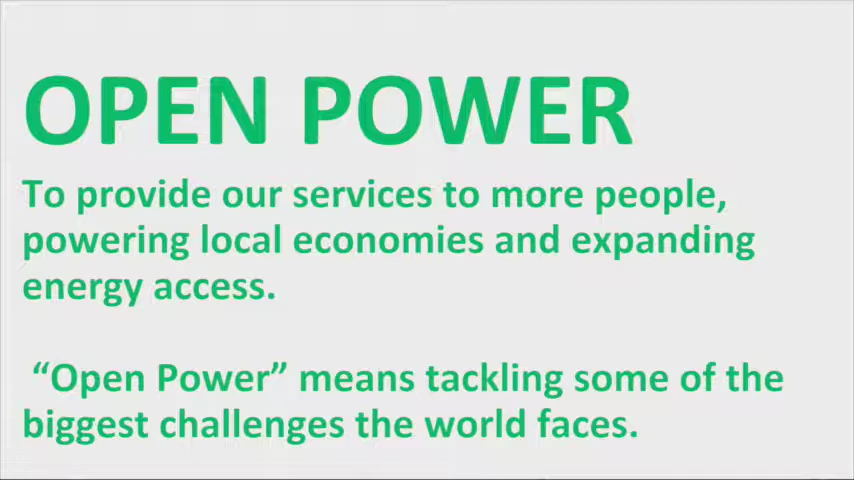 OPEN POWER
To provide our services to more people,
powering local economies and expanding
energy access.
“Open Power” means tackling some of the
biggest challenges the world faces.